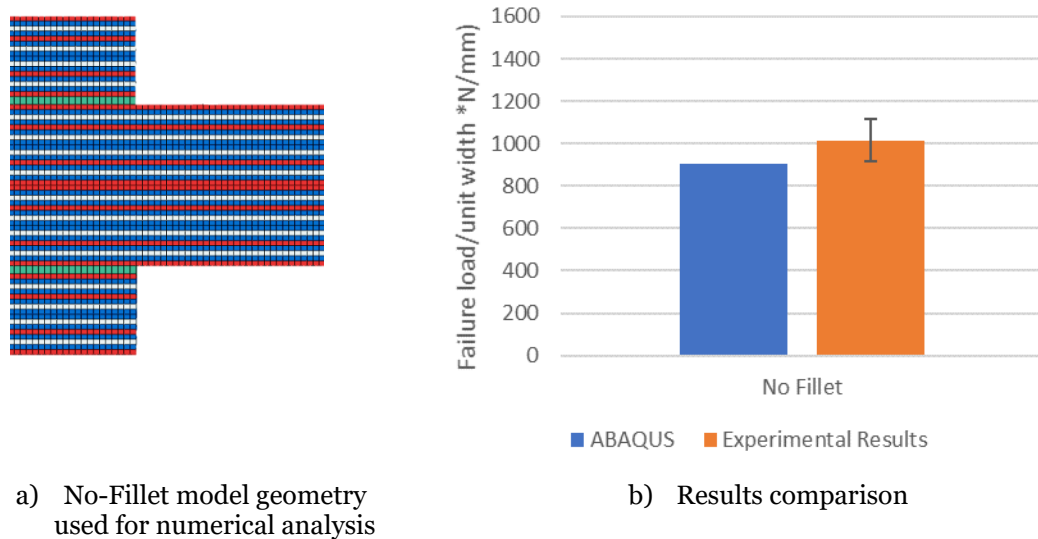 1600
1400
1200
1000
800
600
400
200
0
Failure load/unit width *N/mm)
No Fillet
ABAQUS Experimental Results
a) No-Fillet model geometry
used for numerical analysis
b) Results comparison